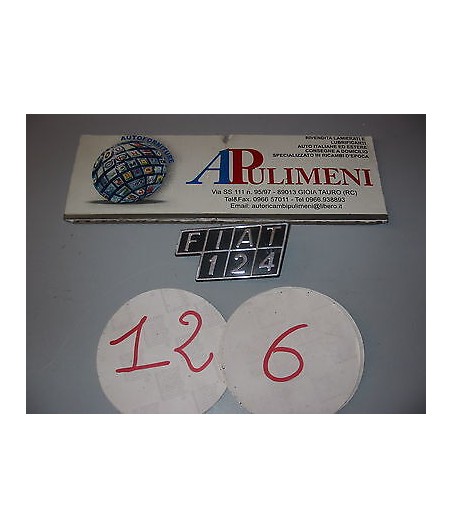 AUTOFORNITURE
RIVENDITA LAMIERATI E
LUBRIFICANTI
AUTO ITALIANE ED ESTERE
CONSEGNE A DOMICILIO
SPECIALIZZATO IN RICAMBI D'EPOCA
APULIMENI
Via SS 111 n. 95/97 - 89013 GIOIA TAURO (RC)
Tel&Fax. 0966 57011 - Tel 0966.938893
Email: autoricambipulimeni@libero.it
FIAT
124
12 6